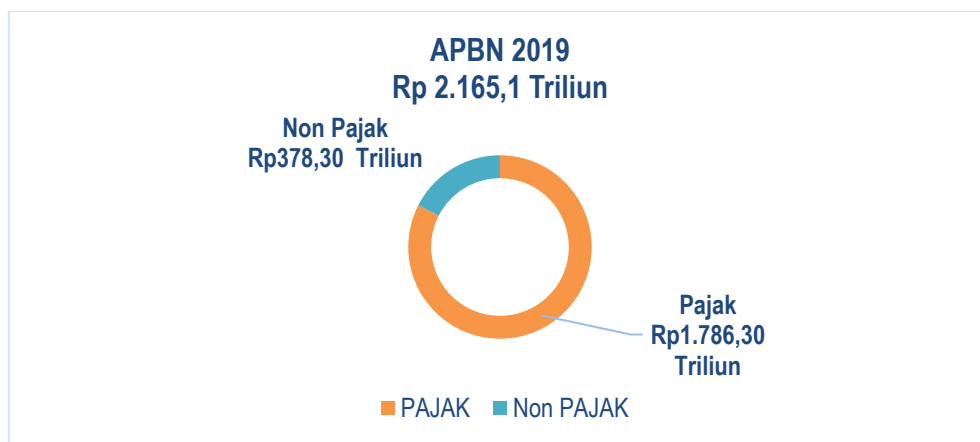 APBN 2019
Rp 2.165,1 Triliun
Non Pajak
Rp378,30 Triliun
Pajak
Rp1.786,30
Triliun
PAJAK
Non PAJAK